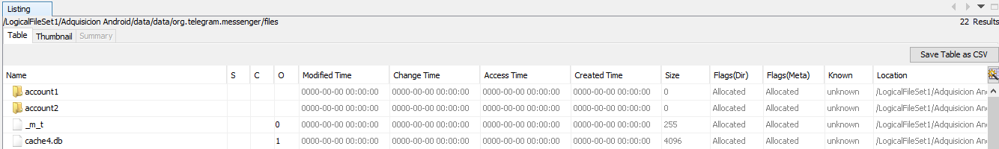 Listing
/LogicalFileSet1/Adquisicion Android/data/data/org.telegram.messenger/files
22 Results
Table Thumbnail Summary
Save Table as CSV
Name S C O Modified Time Change Time Access Time Created Time Size Flags(Dir) Flags(Meta) Known Location
account1 0000-00-00 00:00:00 0000-00-00 00:00:00 0000-00-00 00:00:00 0000-00-00 00:00:00 0 Allocated Allocated unknown /LogicalFileSet1/Adquisicion An
account2 0000-00-00 00:00:00 0000-00-00 00:00:00 0000-00-00 00:00:00 0000-00-00 00:00:00 0 Allocated Allocated unknown /LogicalFileSet1/Adquisicion An
_m_t 0 0000-00-00 00:00:00 0000-00-00 00:00:00 0000-00-00 00:00:00 0000-00-00 00:00:00 255 Allocated Allocated unknown /LogicalFileSet1/Adquisicion An
cache4.db 1 0000-00-00 00:00:00 0000-00-00 00:00:00 0000-00-00 00:00:00 0000-00-00 00:00:00 4096 Allocated Allocated unknown /LogicalFileSet1/Adquisicion An